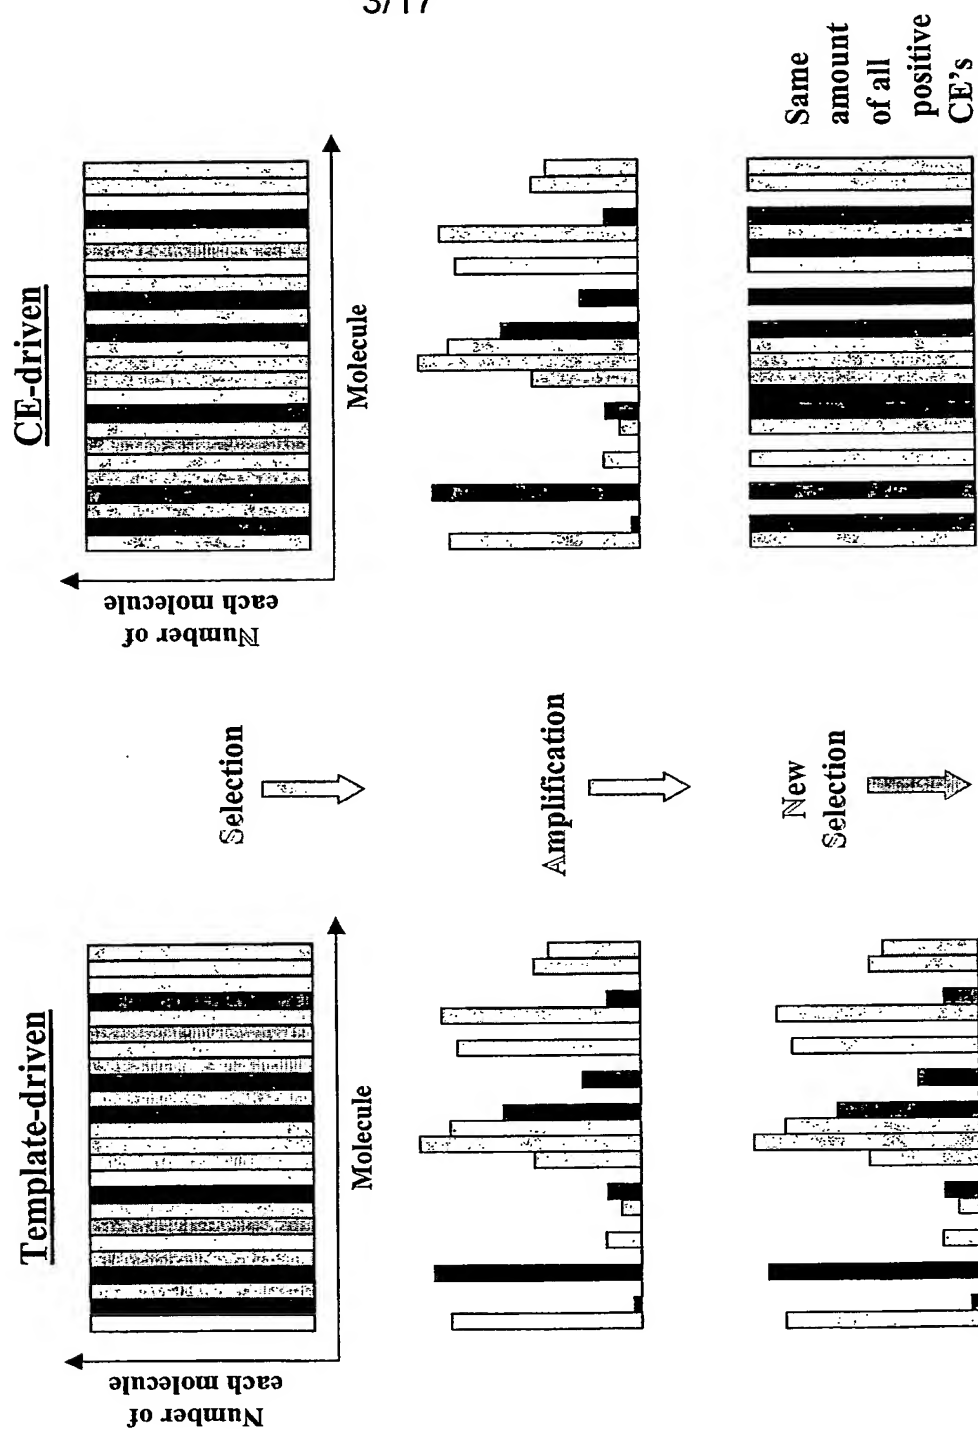 3/17
Template-driven
CE-driven
Number of
each molecule
Molecule
Number of
each molecule
Molecule
Selection
Amplification
New
Selection
Same
amount
of all
positive
CE's